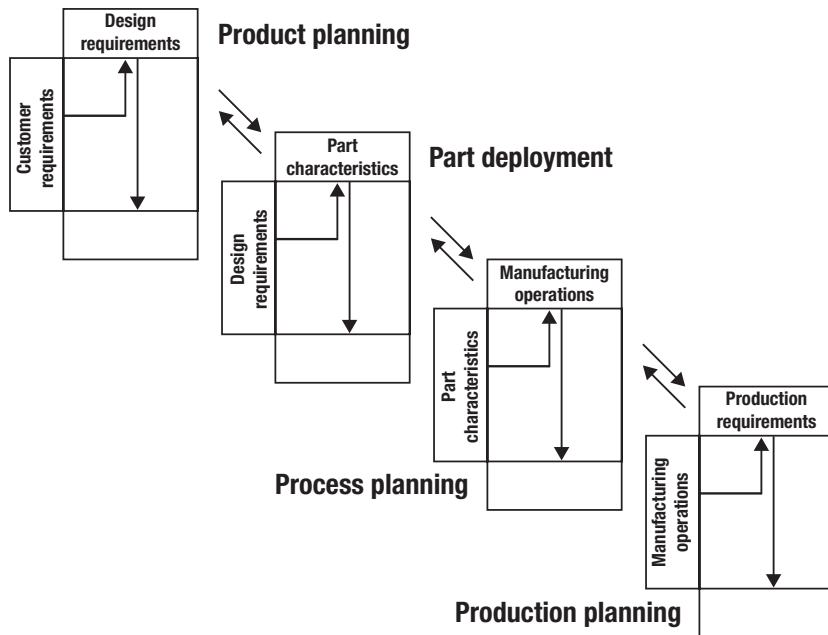 Design
requirements
Product planning
Customer
requirements
Part
characteristics
Part deployment
Design
requirements
Manufacturing
operations
Part
characteristics
Process planning
Production
requirements
Manufacturing
operations
Production planning